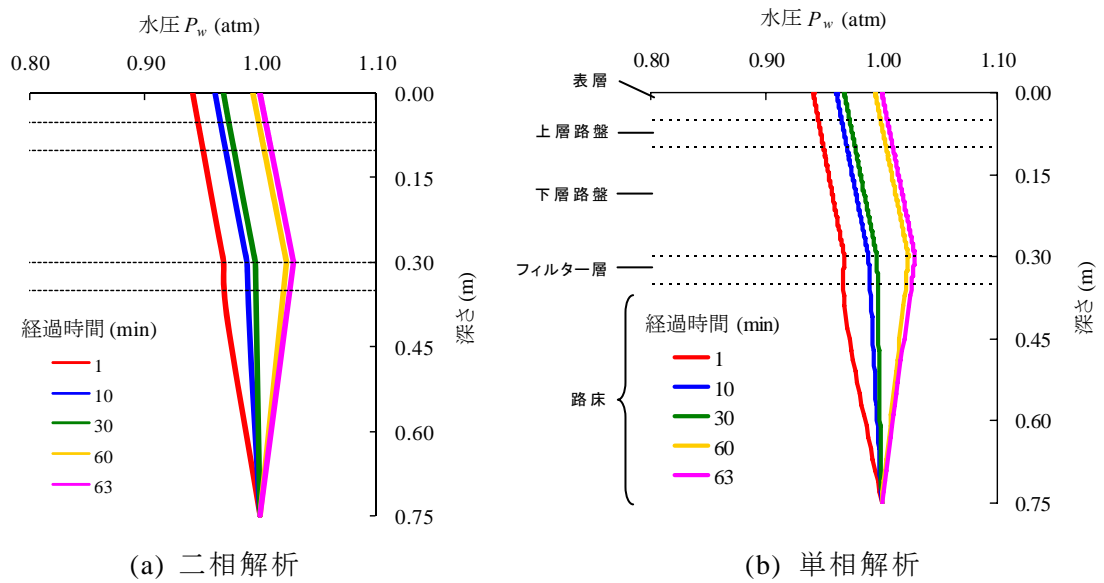 水圧 P_w (atm)
0.80 0.90 1.00 1.10
0.00
0.15
0.30
0.45
0.60
0.75
深さ (m)
経過時間 (min)
1
10
30
60
63
(a) 二相解析
水圧 P_w (atm)
0.80 0.90 1.00 1.10
表層
上層路盤
下層路盤
フィルター層
路床
0.00
0.15
0.30
0.45
0.60
0.75
深さ (m)
経過時間 (min)
1
10
30
60
63
(b) 単相解析